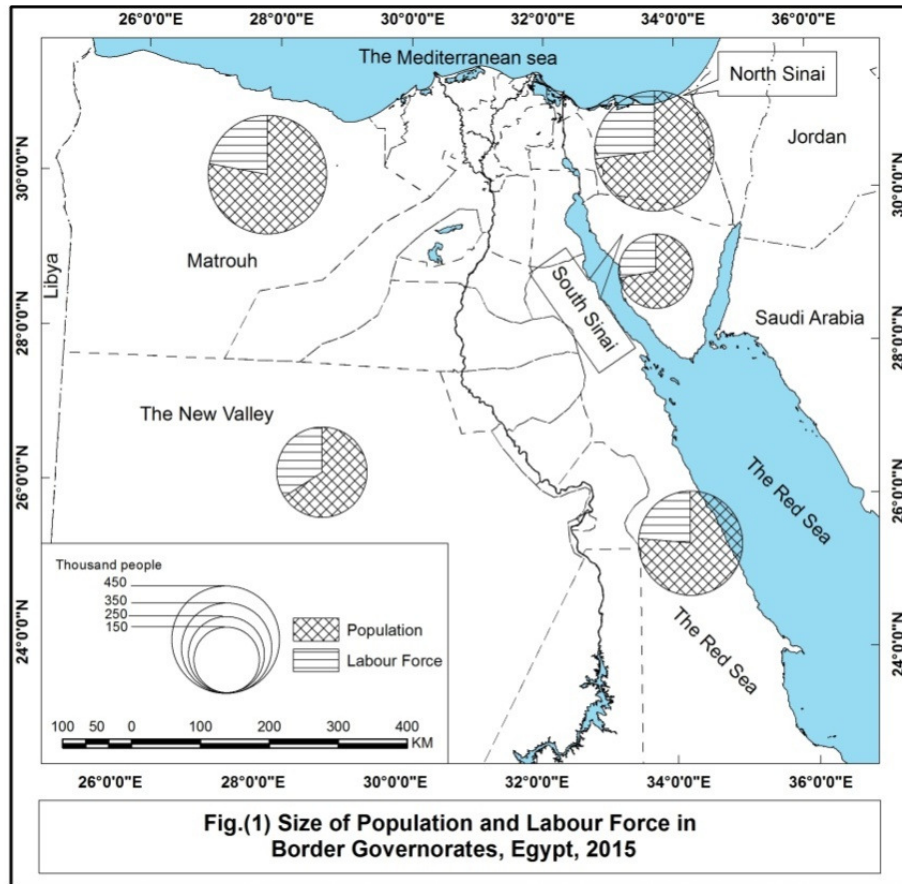 26°0'0"E 28°0'0"E 30°0'0"E 32°0'0"E 34°0'0"E 36°0'0"E
The Mediterranean sea
North Sinai
Jordan
30°0'0"N
30°0'0"N
Matrouh
Libya
South Sinai
Saudi Arabia
28°0'0"N
28°0'0"N
The New Valley
26°0'0"N
26°0'0"N
The Red Sea
The Red Sea
Thousand people
450
350
250
150
Population
Labour Force
24°0'0"N
24°0'0"N
100 50 0 100 200 300 400
KM
26°0'0"E 28°0'0"E 30°0'0"E 32°0'0"E 34°0'0"E 36°0'0"E
Fig.(1) Size of Population and Labour Force in
Border Governorates, Egypt, 2015